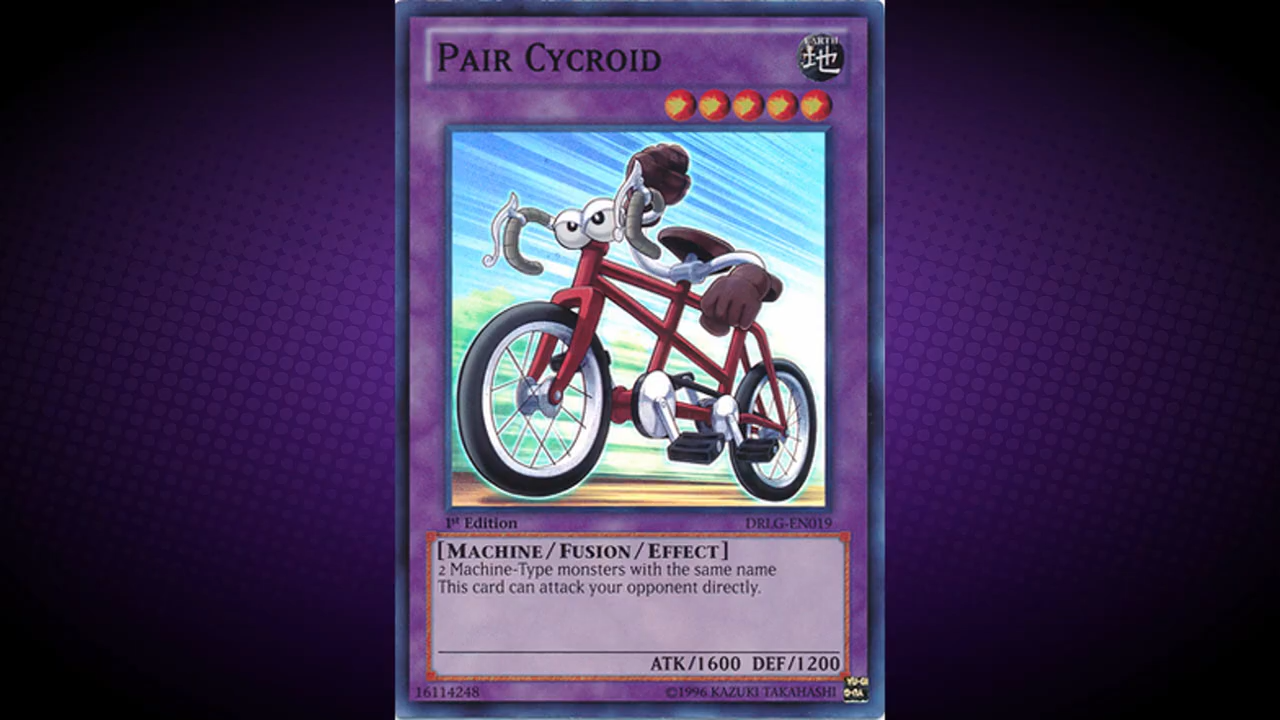 PAIR CYCROID
EARTH
地
1st Edition
DRLG-EN019
[MACHINE/FUSION/EFFECT]
2 Machine-Type monsters with the same name
This card can attack your opponent directly.
ATK/1600 DEF/1200
16114248
©1996 KAZUKI TAKAHASHI